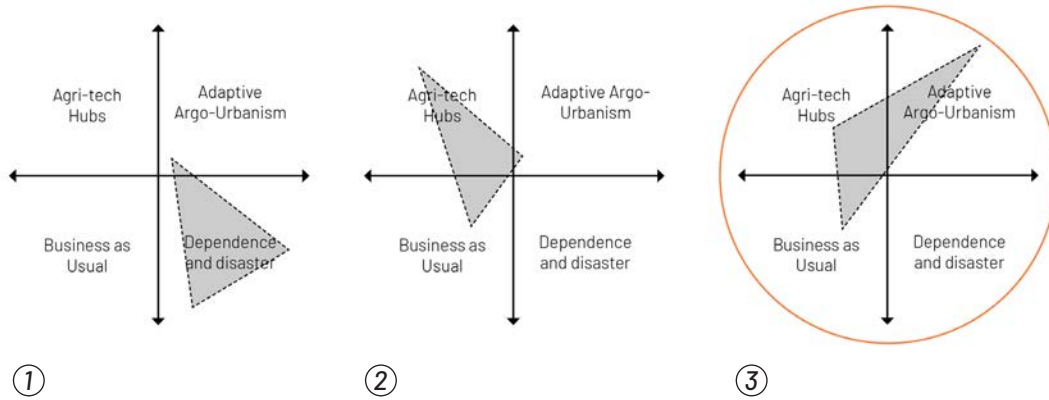 Agri-tech
Hubs
Adaptive
Argo-Urbanism
Business as
Usual
Dependence
and disaster
1
Agri-tech
Hubs
Adaptive Argo-
Urbanism
Business as
Usual
Dependence
and disaster
2
Agri-tech
Hubs
Adaptive
Argo-Urbanism
Business as
Usual
Dependence
and disaster
3